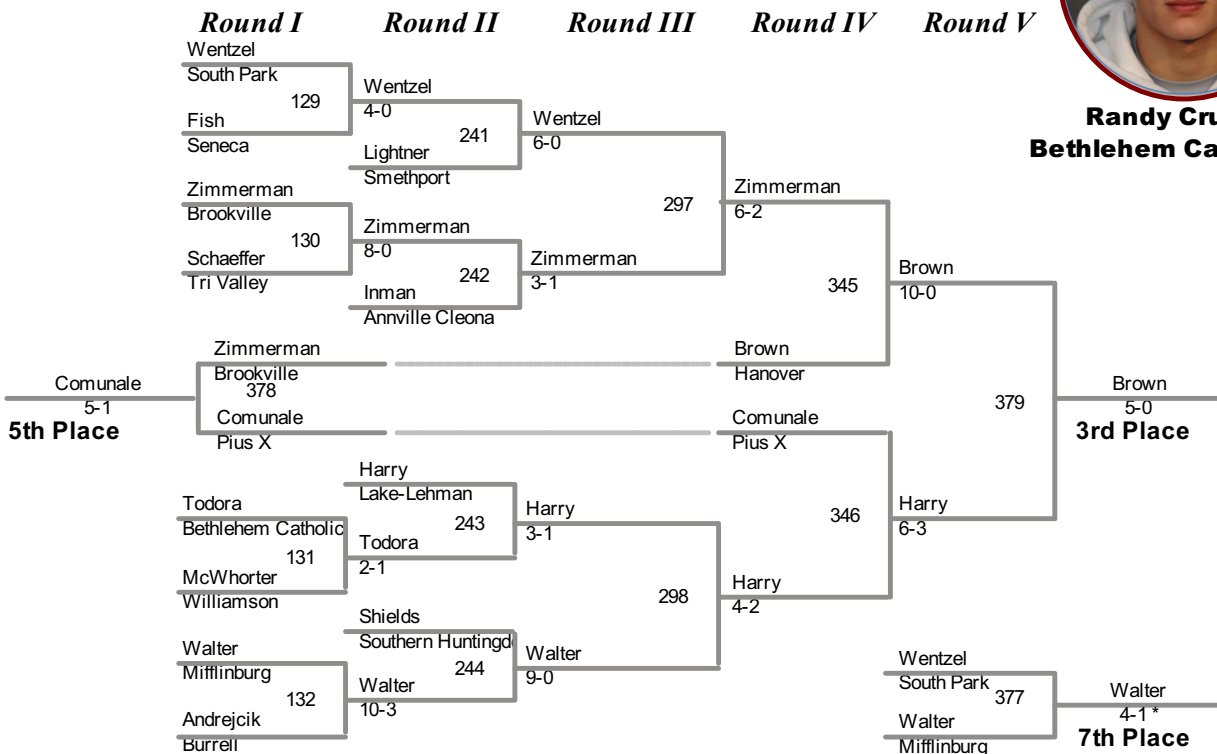 Round I Round II Round III Round IV Round V
Randy
Bethlehem
Wentzel
South Park
129
Fish
Seneca
Wentzel
4-0
241
Lightner
Smethport
Wentzel
6-0
Zimmerman
Brookville
130
Schaeffer
Tri Valley
Zimmerman
8-0
242
Inman
Annville Cleona
Zimmerman
3-1
297
Zimmerman
6-2
345
Brown
Hanover
Brown
10-0
Zimmerman
Brookville
378
Comunale
Pius X
Comunale
5-1
5th Place
Comunale
Pius X
379
Brown
5-0
3rd Place
Harry
Lake-Lehman
243
Todora
Bethlehem Catholic
131
McWhorter
Williamson
Todora
2-1
Harry
3-1
346
Harry
6-3
298
Harry
4-2
Shields
Southern
244
Walter
Mifflinburg
132
Andrejcik
Burrell
Walter
10-3
Walter
9-0
Wentzel
South Park
377
Walter
Mifflinburg
Walter
4-1 *
7th Place